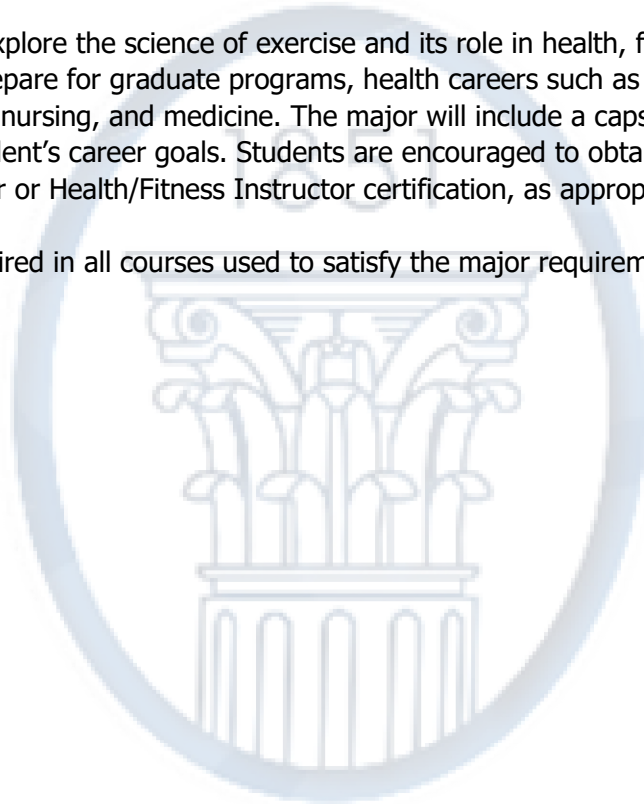 xplore the science of exercise and its role in health, f
epare for graduate programs, health careers such as
nursing, and medicine. The major will include a caps
dent’s career goals. Students are encouraged to obta
r or Health/Fitness Instructor certification, as approp
ired in all courses used to satisfy the major requirem
1851